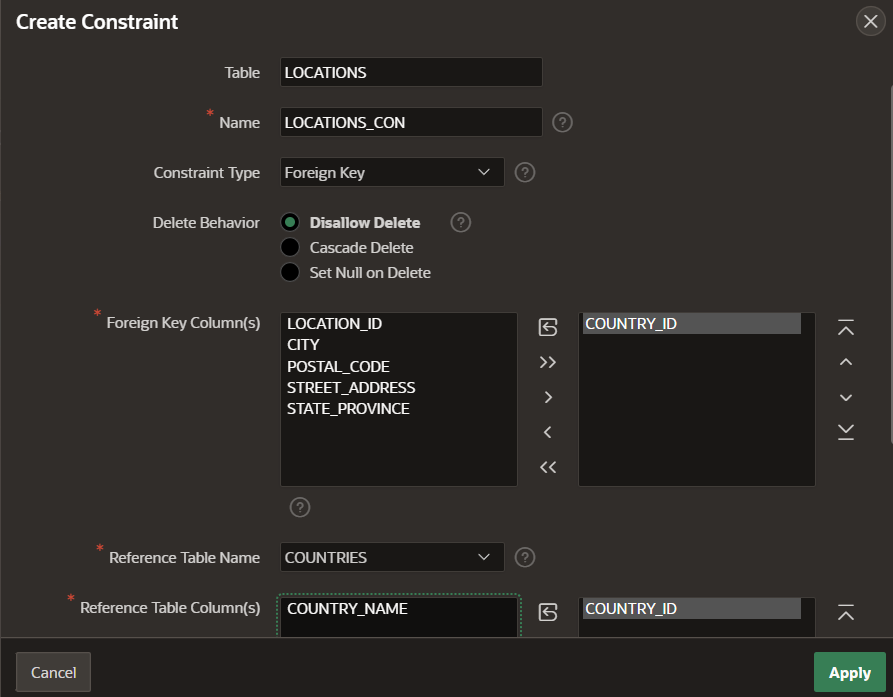 Create Constraint
Table LOCATIONS
* Name LOCATIONS_CON ?
Constraint Type Foreign Key ?
Delete Behavior Disallow Delete ?
Cascade Delete
Set Null on Delete
* Foreign Key Column(s) LOCATION_ID COUNTRY_ID
CITY
POSTAL_CODE
STREET_ADDRESS
STATE_PROVINCE
?
* Reference Table Name COUNTRIES ?
* Reference Table Column(s) COUNTRY_NAME COUNTRY_ID
Cancel Apply